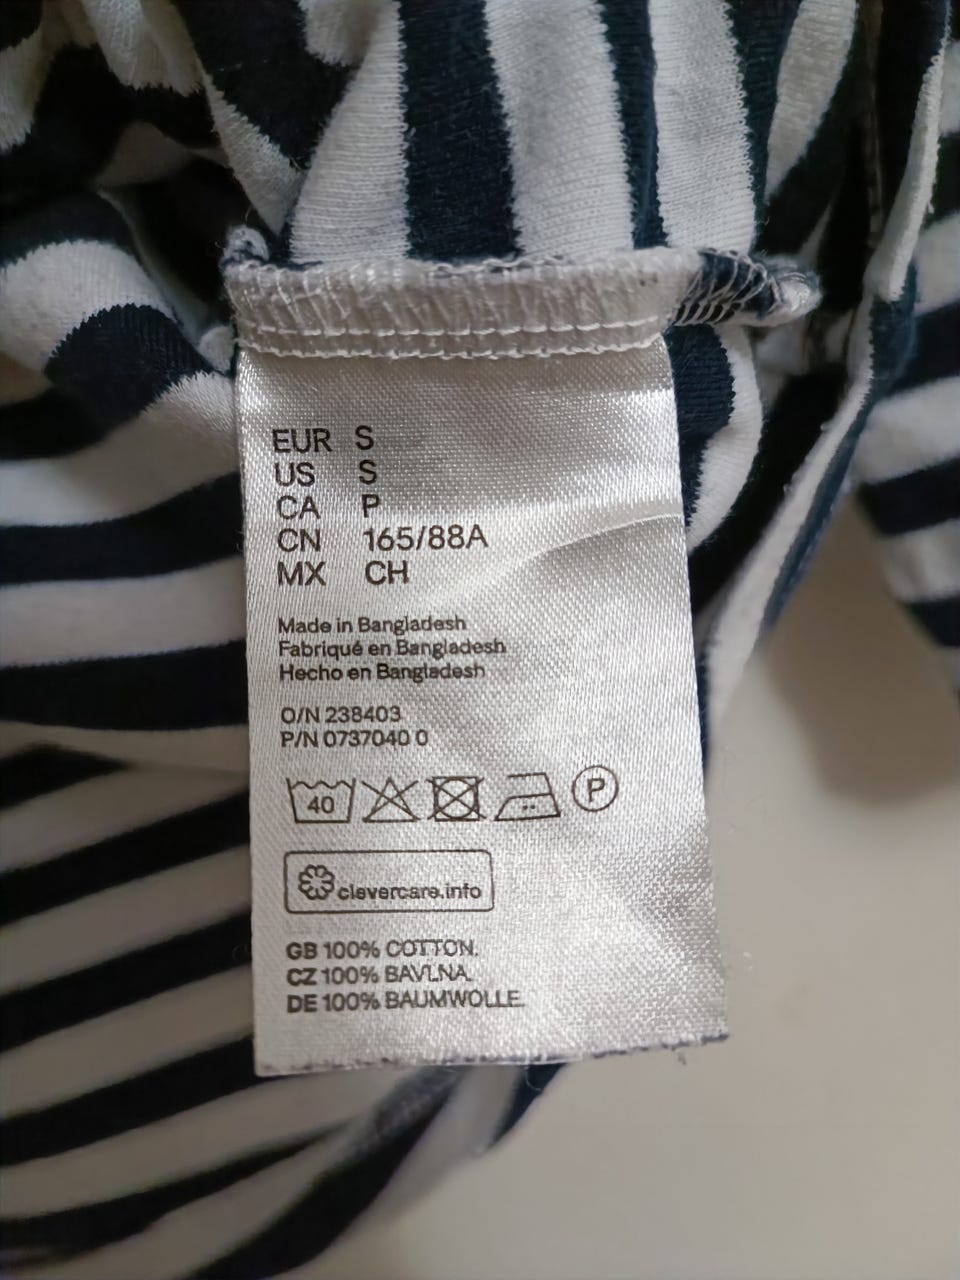 EUR S
US S
CA P
CN 165/88A
MX CH
Made in Bangladesh
Fabriqué en Bangladesh
Hecho en Bangladesh
O/N 238403
P/N 0737040 0
40 P
clevercare.info
GB 100% COTTON.
CZ 100% BAVLNA.
DE 100% BAUMWOLLE.